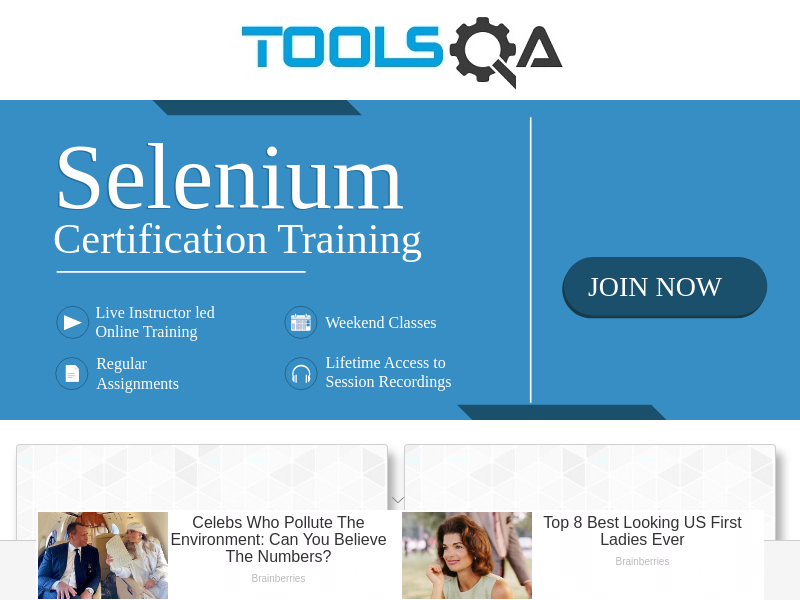 TOOLSQA
Selenium
Certification Training
JOIN NOW
Live Instructor led
Online Training
Weekend Classes
Regular
Assignments
Lifetime Access to
Session Recordings
Celebs Who Pollute The
Environment: Can You Believe
The Numbers?
Brainberries
Top 8 Best Looking US First
Ladies Ever
Brainberries